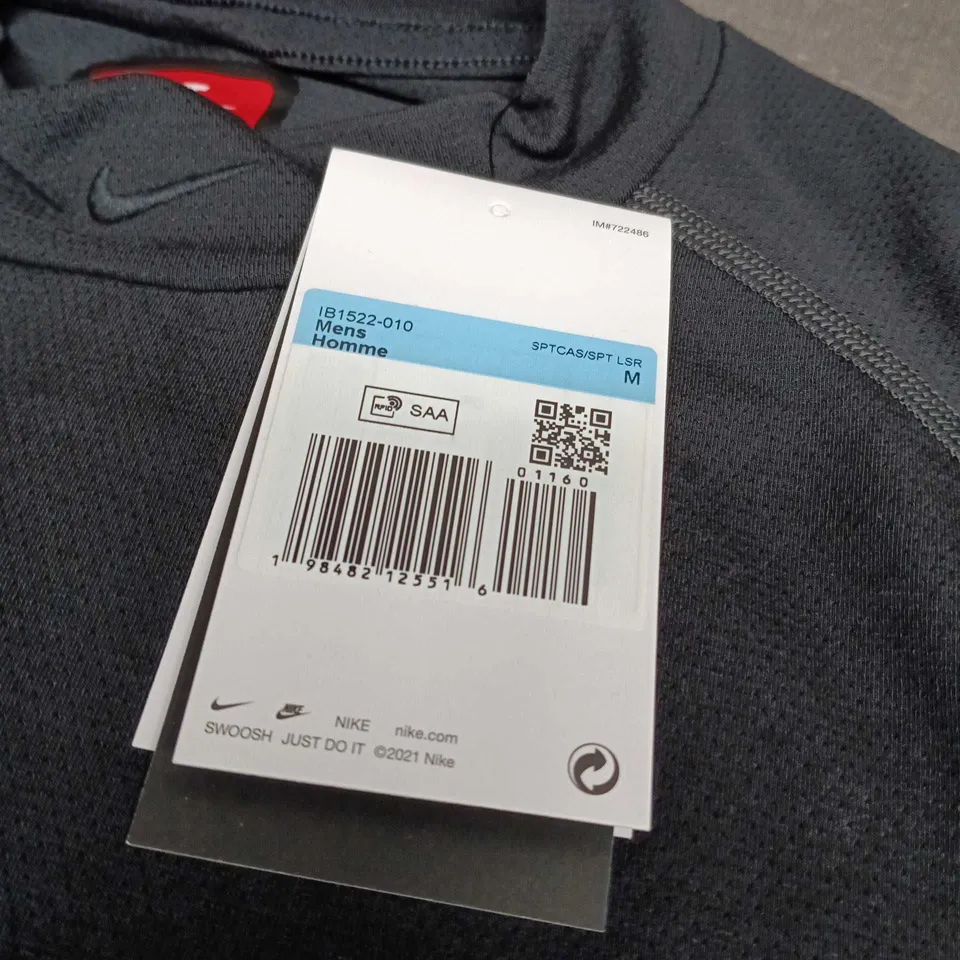 IM#722486
IB1522-010
Mens
Homme
SPTCAS/SPT LSR
M
RFID SAA
01160
1 98482 12551 6
NIKE
NIKE nike.com
SWOOSH JUST DO IT ©2021 Nike